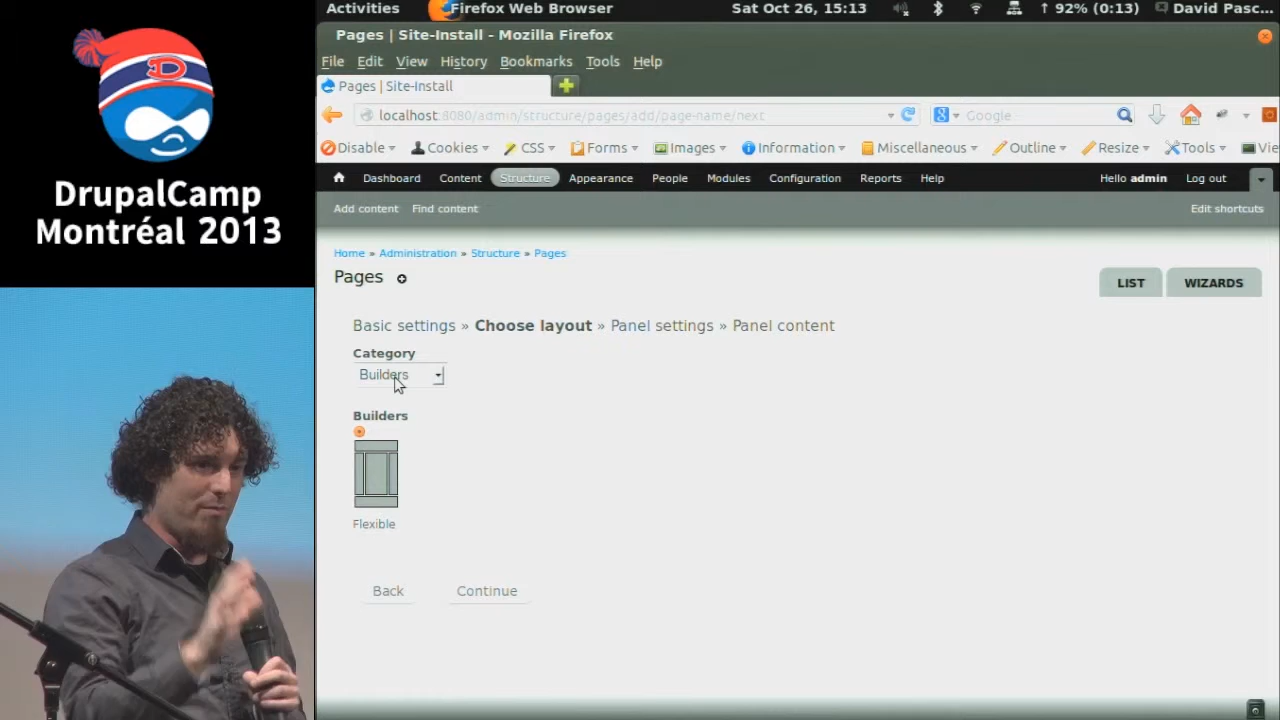 DrupalCamp
Montréal 2013
Activities Firefox Web Browser Sat Oct 26, 15:13 92% (0:13) David Pasc...
Pages | Site-Install - Mozilla Firefox
File Edit View History Bookmarks Tools Help
Pages | Site-Install
localhost:8080/admin/structure/pages/add/page-name/next Google
Disable Cookies CSS Forms Images Information Miscellaneous Outline Resize Tools Vie
Dashboard Content Structure Appearance People Modules Configuration Reports Help Hello admin Log out
Add content Find content Edit shortcuts
Home » Administration » Structure » Pages
Pages LIST WIZARDS
Basic settings » Choose layout » Panel settings » Panel content
Category
Builders
Builders
Flexible
Back Continue